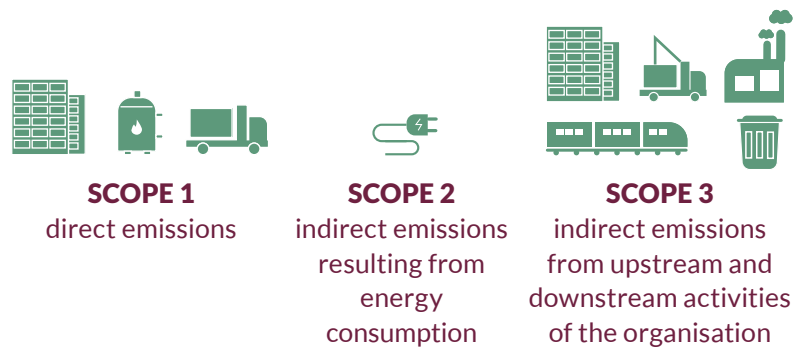 SCOPE 1
direct emissions
SCOPE 2
indirect emissions
resulting from
energy
consumption
SCOPE 3
indirect emissions
from upstream and
downstream activities
of the organisation